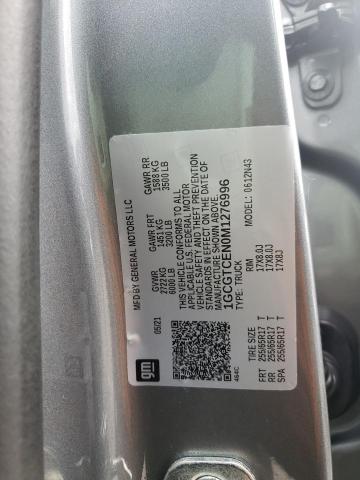 MFD BY GENERAL MOTORS LLC
05/21
GVWR
2722 KG
6000 LB
GAWR FRT
1451 KG
3200 LB
GAWR RR
1588 KG
3500 LB
THIS VEHICLE CONFORMS TO ALL
APPLICABLE U.S. FEDERAL MOTOR
VEHICLE SAFETY AND THEFT PREVENTION
STANDARDS IN EFFECT ON THE DATE OF
MANUFACTURE SHOWN ABOVE.
1GCGTCEN0M1276996
TYPE: TRUCK
0612N43
gm
464C
TIRE SIZE
RIM
FRT 255/65R17 T 17X8.0J
RR 255/65R17 T 17X8.0J
SPA 255/65R17 T 17X8J